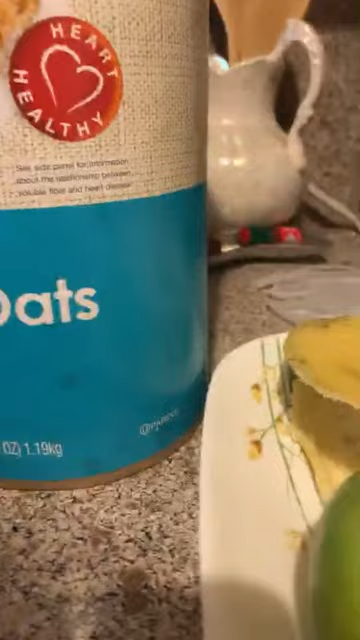 HEART
HEALTHY
See side panel for information
about the relationship between
soluble fiber and heart disease
Oats
OZ) 1.19kg